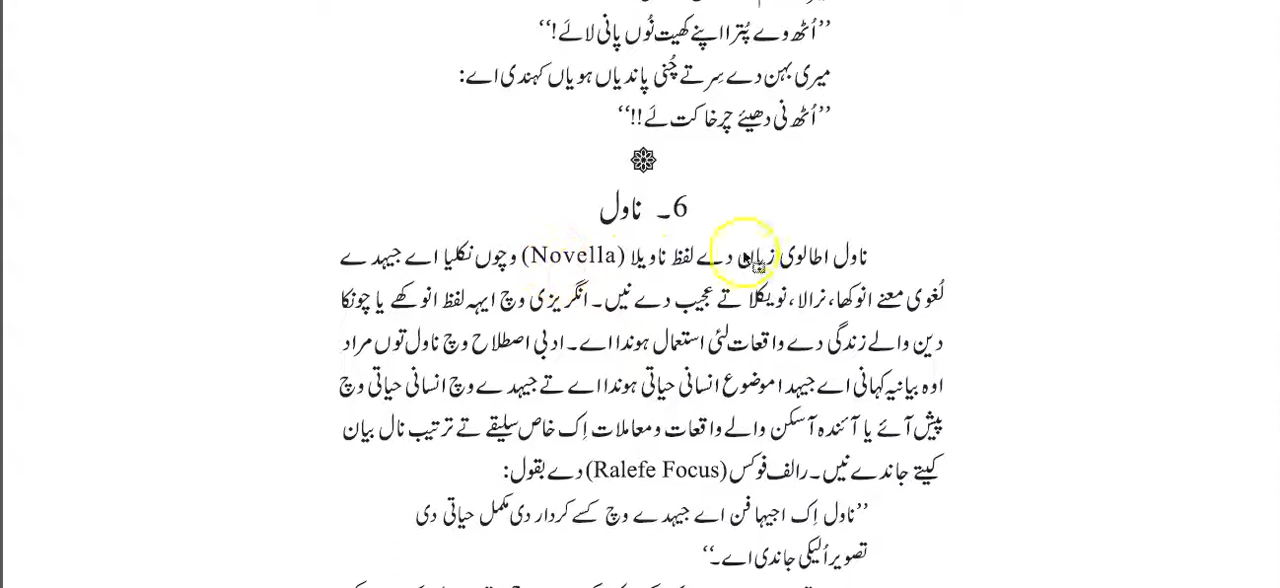 ”اُٹھ وے پُترا اپنے کھیت نُوں پانی لائے!“
میری بہن دے سِر تے چُنی پاندیاں ہویاں کہندی اے:
”اُٹھ نی دھیئے چرخا کت لَے!!“
6۔ ناول
ناول اطالوی زبان دے لفظ ناویلا (Novella) وچوں نکلیا اے جیہدے
لُغوی معنے انوکھا، نرالا، نویکلا تے عجیب دے نیں۔ انگریزی وچ ایہہ لفظ انوکھے یا چونکا
دین والے زندگی دے واقعات لئی استعمال ہوندا اے۔ ادبی اصطلاح وچ ناول توں مراد
اوہ بیانیہ کہانی اے جیہدا موضوع انسانی حیاتی ہوندا اے تے جیہدے وچ انسانی حیاتی وچ
پیش آئے یا آئندہ آسکن والے واقعات و معاملات اِک خاص سلیقے تے ترتیب نال بیان
کیتے جاندے نیں۔ رالف فوکس (Ralefe Focus) دے بقول:
”ناول اِک اجیہا فن اے جیہدے وچ کسے کردار دی مکمل حیاتی دی
تصویر اُلیکی جاندی اے۔“